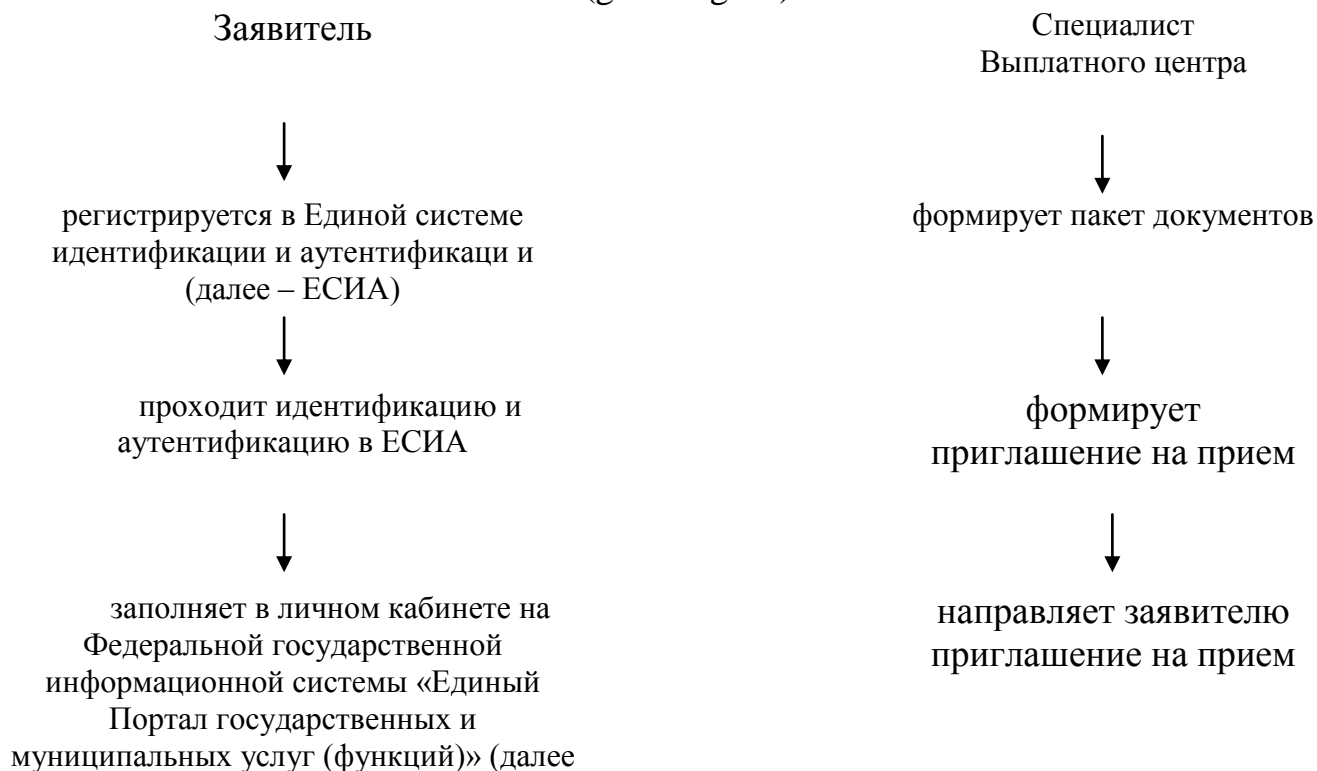 Заявитель
регистрируется в Единой системе
идентификации и аутентификаци и
(далее – ЕСИА)
проходит идентификацию и
аутентификацию в ЕСИА
заполняет в личном кабинете на
Федеральной государственной
информационной системы «Единый
Портал государственных и
муниципальных услуг (функций)» (далее
Специалист
Выплатного центра
формирует пакет документов
формирует
приглашение на прием
направляет заявителю
приглашение на прием